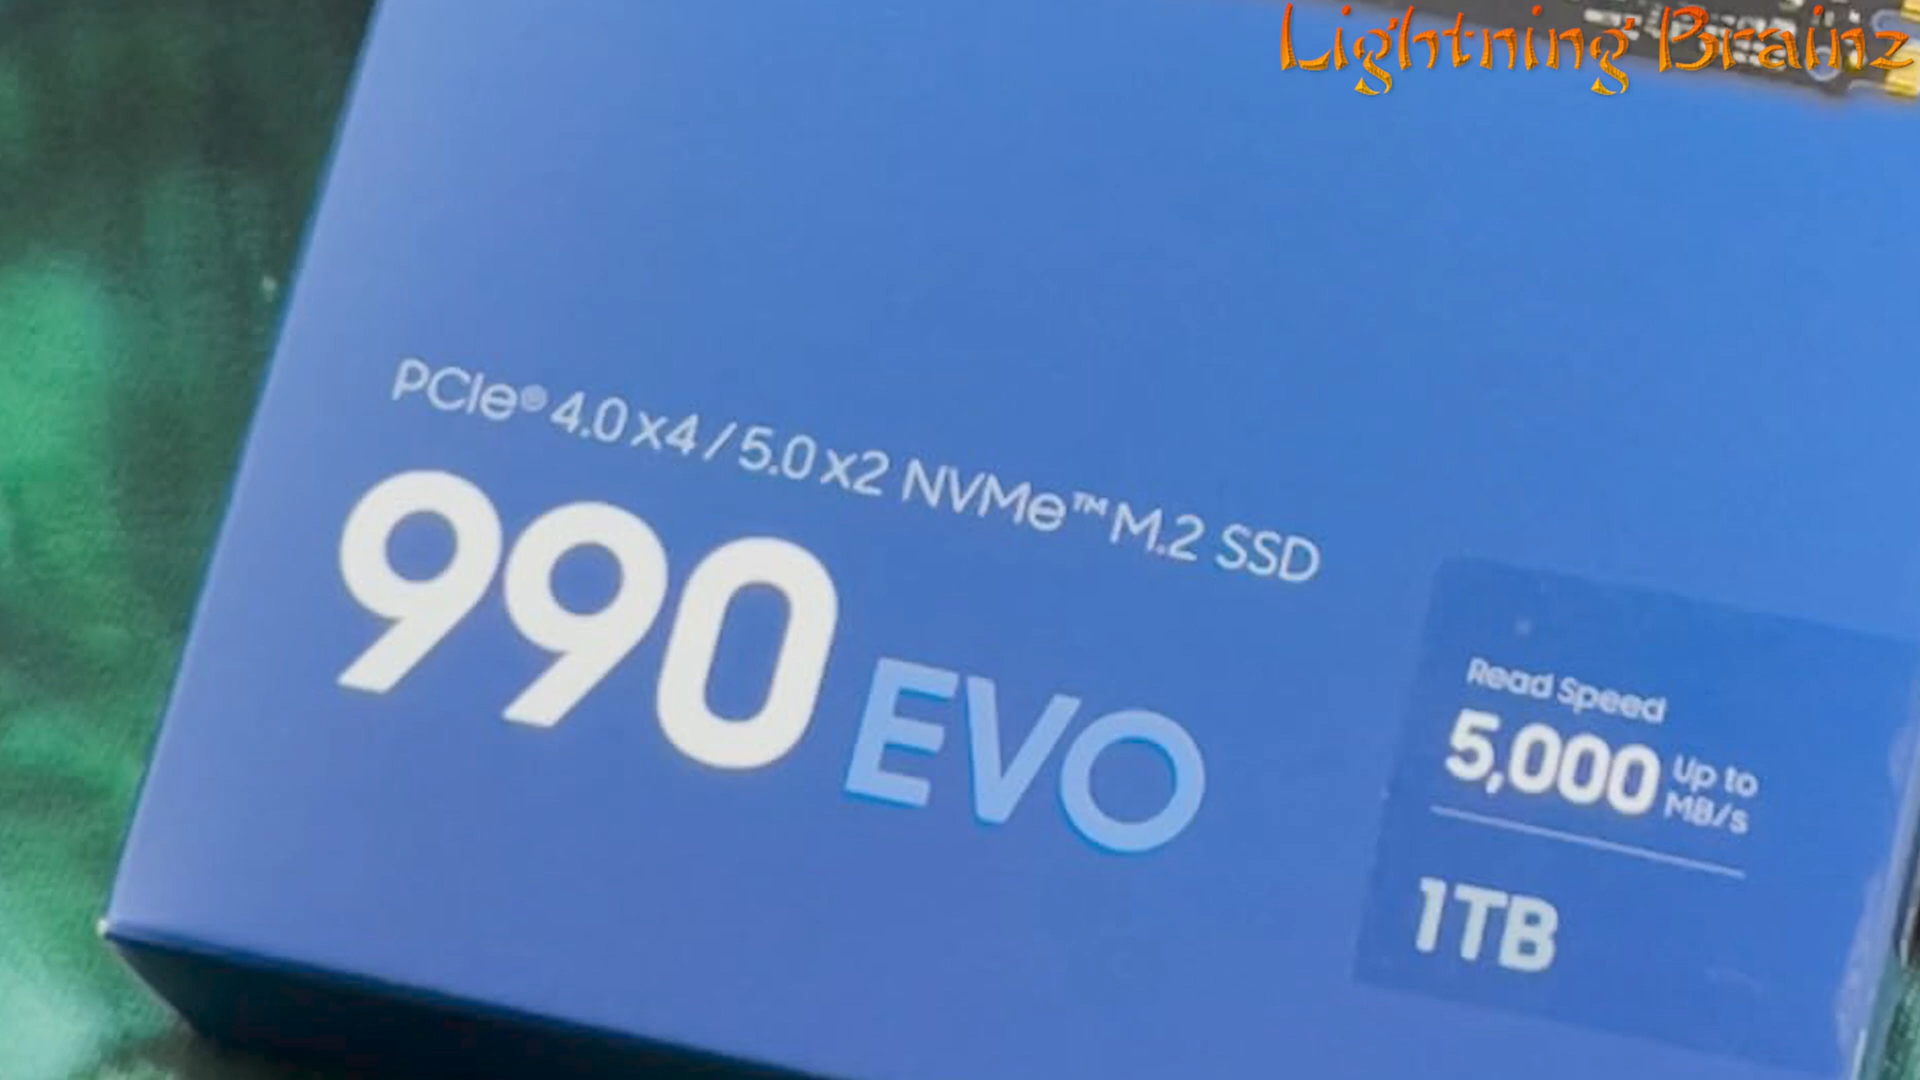 Lightning Brainz
PCIe® 4.0 x4 / 5.0 x2 NVMe™ M.2 SSD
990 EVO
Read Speed
5,000 Up to MB/s
1TB